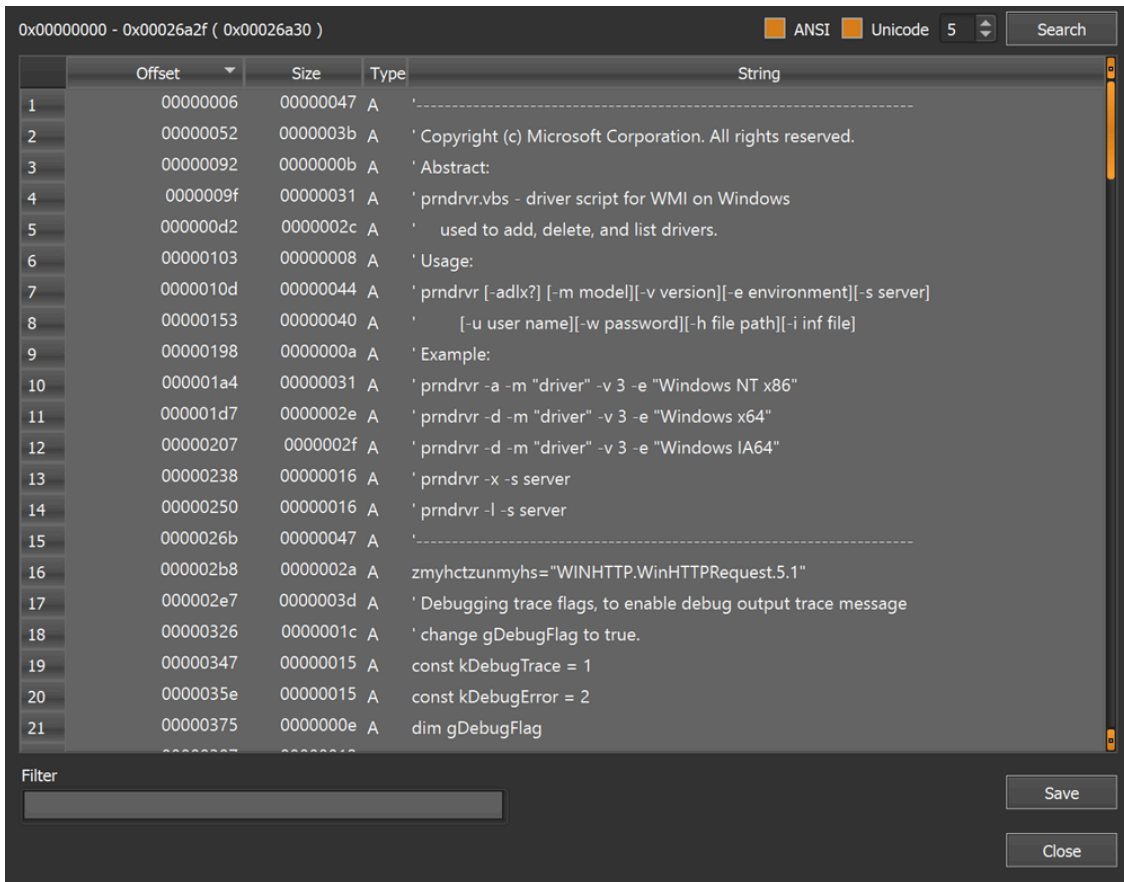 0x00000000 - 0x00026a2f ( 0x00026a30 ) ANSI Unicode 5 Search
Offset Size Type String
1 00000006 00000047 A '-----------------------------------------------------------------------
2 00000052 0000003b A ' Copyright (c) Microsoft Corporation. All rights reserved.
3 00000092 0000000b A ' Abstract:
4 0000009f 00000031 A ' prndrvr.vbs - driver script for WMI on Windows
5 000000d2 0000002c A ' used to add, delete, and list drivers.
6 00000103 00000008 A ' Usage:
7 0000010d 00000044 A ' prndrvr [-adlx?] [-m model][-v version][-e environment][-s server]
8 00000153 00000040 A ' [-u user name][-w password][-h file path][-i inf file]
9 00000198 0000000a A ' Example:
10 000001a4 00000031 A ' prndrvr -a -m "driver" -v 3 -e "Windows NT x86"
11 000001d7 0000002e A ' prndrvr -d -m "driver" -v 3 -e "Windows x64"
12 00000207 0000002f A ' prndrvr -d -m "driver" -v 3 -e "Windows IA64"
13 00000238 00000016 A ' prndrvr -x -s server
14 00000250 00000016 A ' prndrvr -l -s server
15 0000026b 00000047 A '-----------------------------------------------------------------------
16 000002b8 0000002a A zmyhctzunmyhs="WINHTTP.WinHTTPRequest.5.1"
17 000002e7 0000003d A ' Debugging trace flags, to enable debug output trace message
18 00000326 0000001c A ' change gDebugFlag to true.
19 00000347 00000015 A const kDebugTrace = 1
20 0000035e 00000015 A const kDebugError = 2
21 00000375 0000000e A dim gDebugFlag
Filter
Save
Close